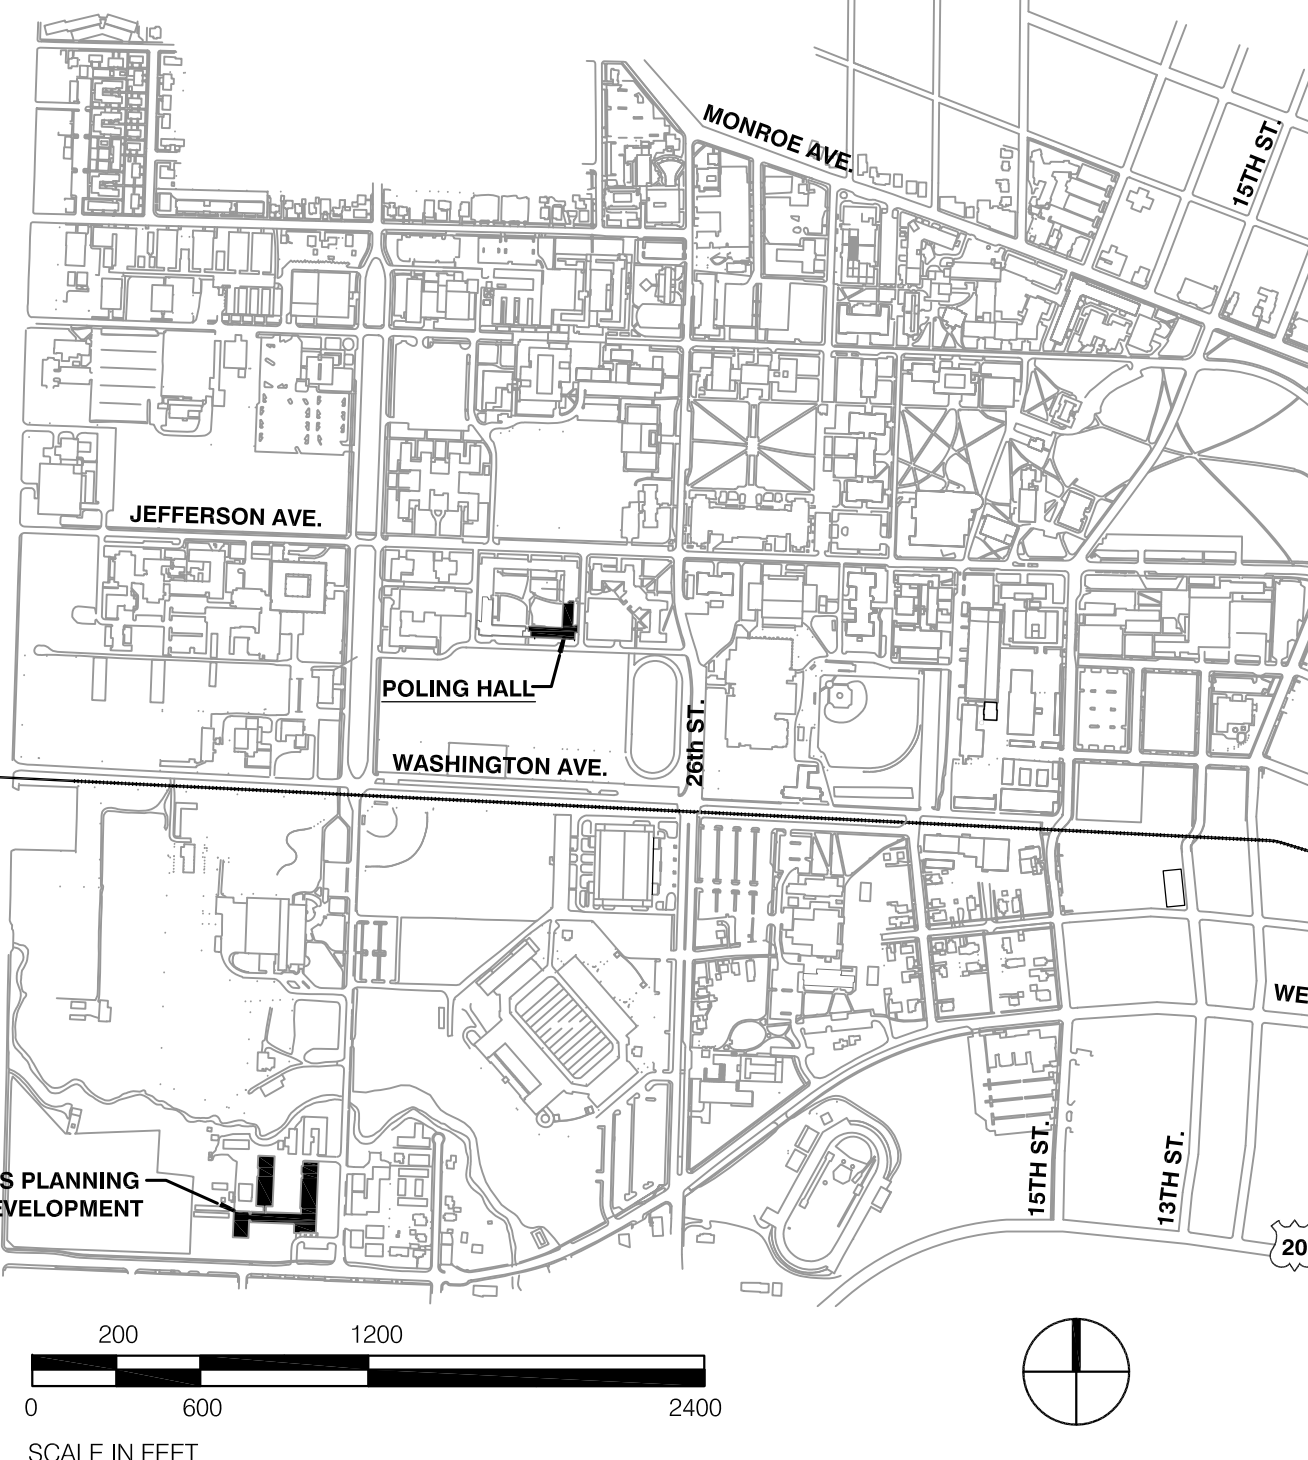 MONROE AVE.
15TH ST.
JEFFERSON AVE.
POLING HALL
26th ST.
WASHINGTON AVE.
WE
S PLANNING
EVELOPMENT
15TH ST.
13TH ST.
20
200 1200
0 600 2400
SCALE IN FEET